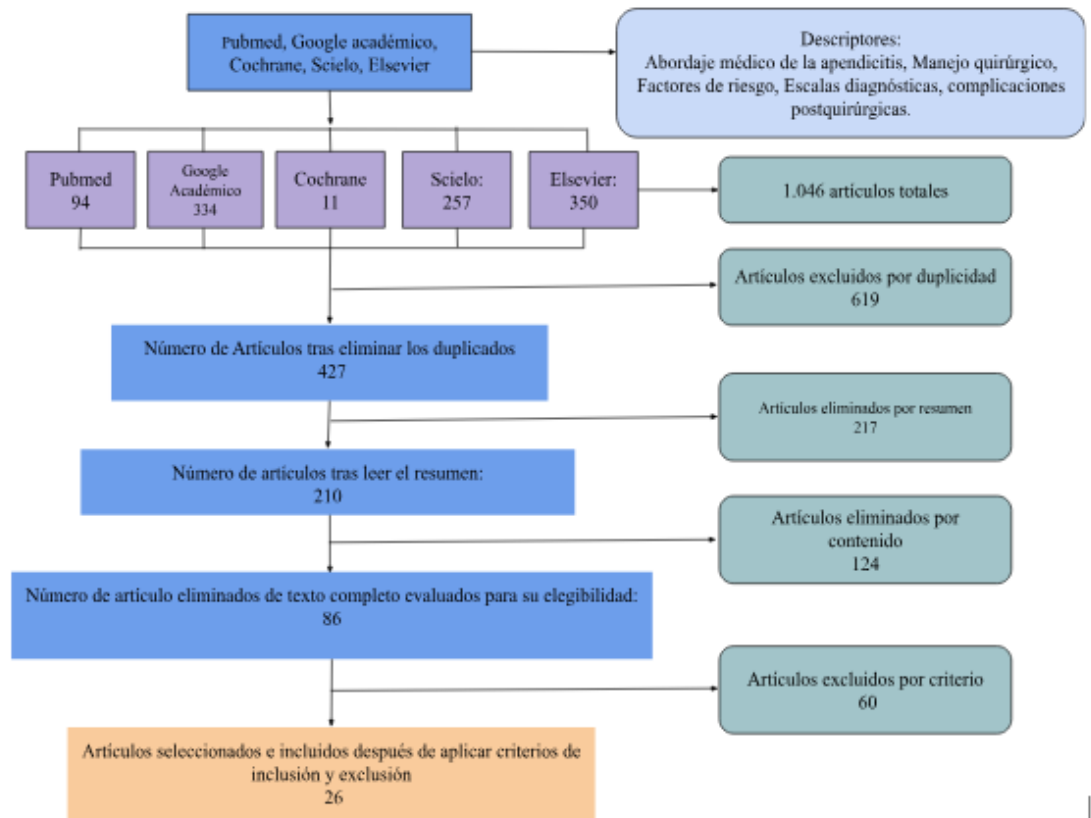 Pubmed, Google académico,
Cochrane, Scielo, Elsevier
Descriptores:
Abordaje médico de la apendicitis, Manejo quirúrgico,
Factores de riesgo, Escalas diagnósticas, complicaciones
postquirúrgicas.
Pubmed
94
Google
Académico
334
Cochrane
11
Scielo:
257
Elsevier:
350
1.046 artículos totales
Artículos excluidos por duplicidad
619
Número de Artículos tras eliminar los duplicados
427
Artículos eliminados por resumen
217
Número de artículos tras leer el resumen:
210
Artículos eliminados por
contenido
124
Número de artículo eliminados de texto completo evaluados para su elegibilidad:
86
Artículos excluidos por criterio
60
Artículos seleccionados e incluidos después de aplicar criterios de
inclusión y exclusión
26